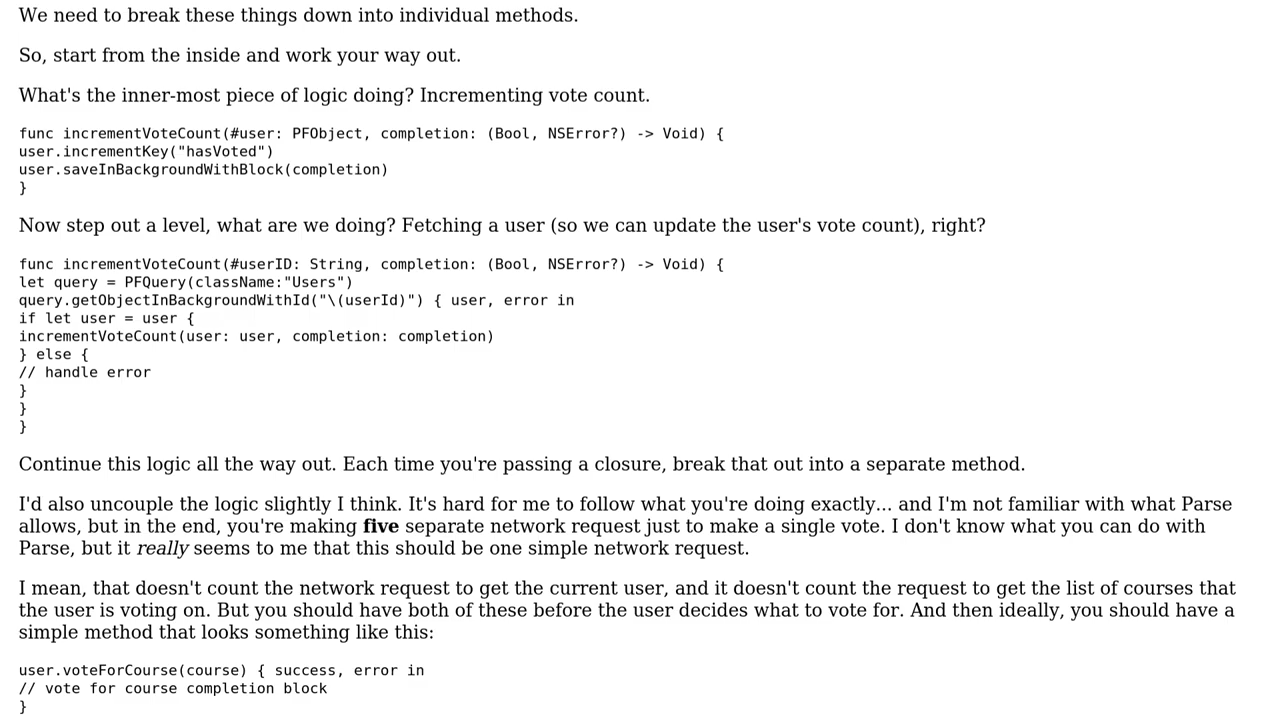 We need to break these things down into individual methods.
So, start from the inside and work your way out.
What's the inner-most piece of logic doing? Incrementing vote count.
func incrementVoteCount(#user: PFObject, completion: (Bool, NSError?) -> Void) {
user.incrementKey("hasVoted")
user.saveInBackgroundWithBlock(completion)
}
Now step out a level, what are we doing? Fetching a user (so we can update the user's vote count), right?
func incrementVoteCount(#userID: String, completion: (Bool, NSError?) -> Void) {
let query = PFQuery(className:"Users")
query.getObjectInBackgroundWithId("\(userId)") { user, error in
if let user = user {
incrementVoteCount(user: user, completion: completion)
} else {
// handle error
}
}
}
Continue this logic all the way out. Each time you're passing a closure, break that out into a separate method.
I'd also uncouple the logic slightly I think. It's hard for me to follow what you're doing exactly... and I'm not familiar with what Parse
allows, but in the end, you're making five separate network request just to make a single vote. I don't know what you can do with
Parse, but it really seems to me that this should be one simple network request.
I mean, that doesn't count the network request to get the current user, and it doesn't count the request to get the list of courses that
the user is voting on. But you should have both of these before the user decides what to vote for. And then ideally, you should have a
simple method that looks something like this:
user.voteForCourse(course) { success, error in
// vote for course completion block
}